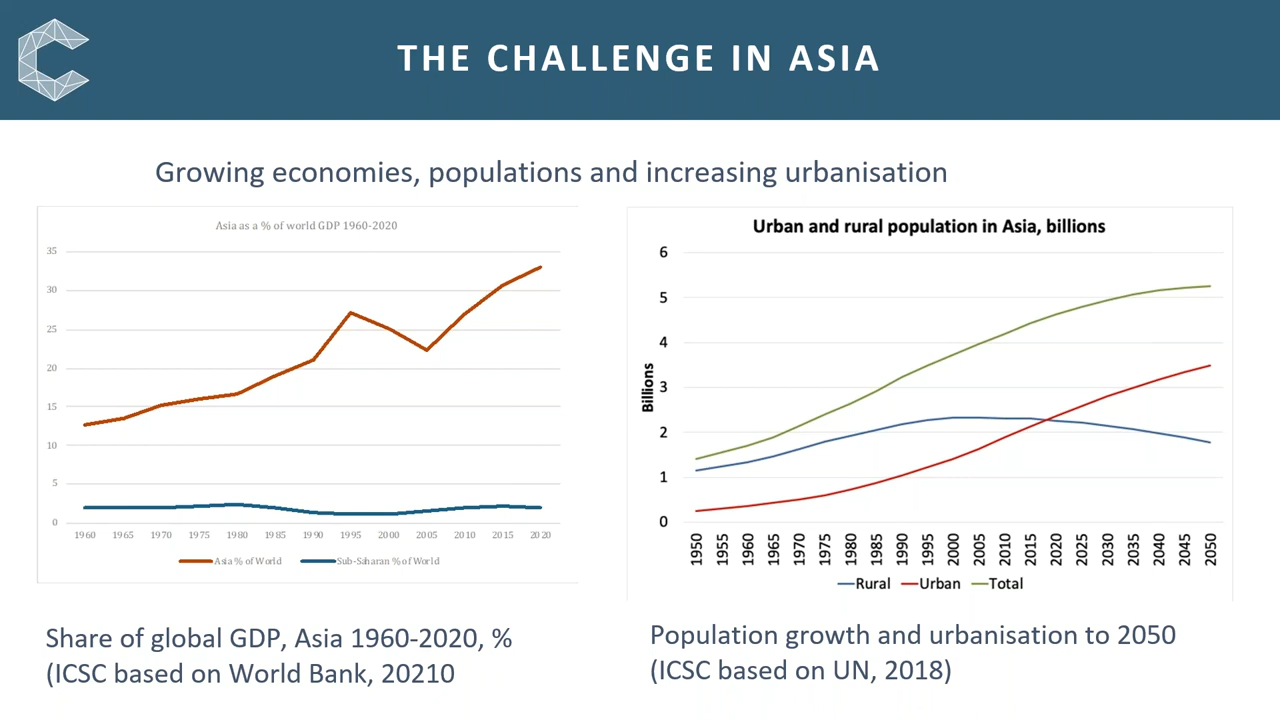 THE CHALLENGE IN ASIA
Growing economies, populations and increasing urbanisation
Asia as a % of world GDP 1960-2020
35
30
25
20
15
10
5
0
1960 1965 1970 1975 1980 1985 1990 1995 2000 2005 2010 2015 2020
Asia % of World Sub-Saharan % of World
Share of global GDP, Asia 1960-2020, %
(ICSC based on World Bank, 20210
Urban and rural population in Asia, billions
Billions
6
5
4
3
2
1
0
1950 1955 1960 1965 1970 1975 1980 1985 1990 1995 2000 2005 2010 2015 2020 2025 2030 2035 2040 2045 2050
Rural Urban Total
Population growth and urbanisation to 2050
(ICSC based on UN, 2018)